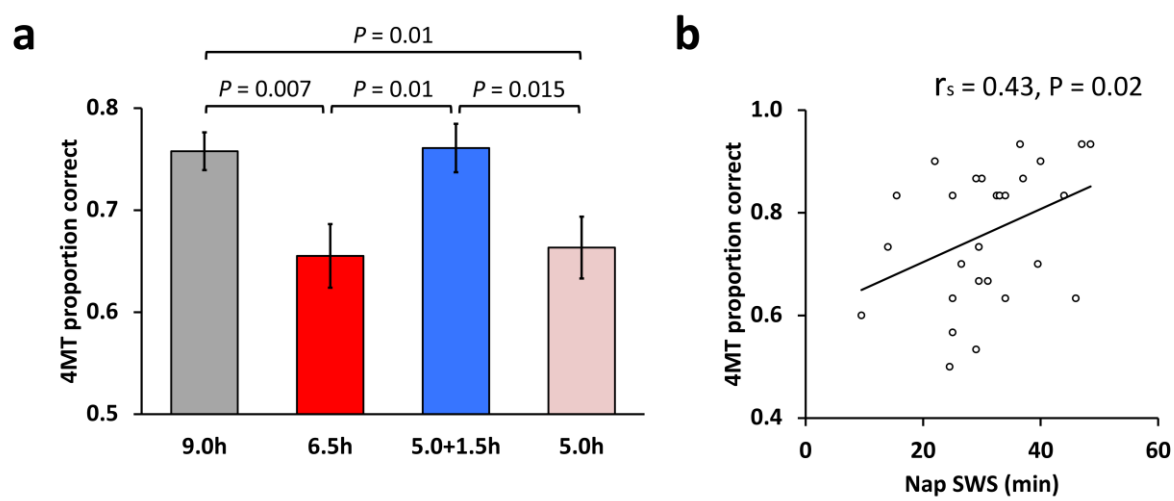 a
P = 0.01
P = 0.007
P = 0.01
P = 0.015
4MT proportion correct
0.8
0.7
0.6
0.5
9.0h
6.5h
5.0+1.5h
5.0h
b
rs = 0.43, P = 0.02
4MT proportion correct
1.0
0.8
0.6
0.4
0
20
40
60
Nap SWS (min)